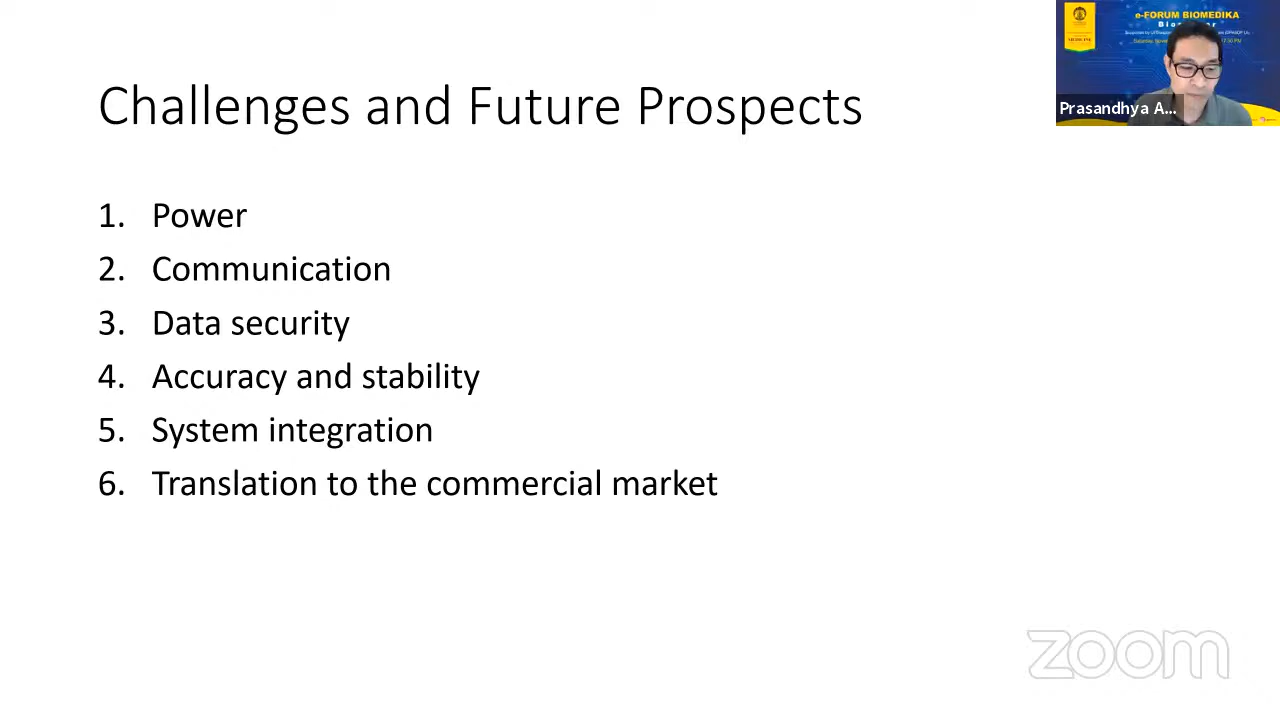 Challenges and Future Prospects
1. Power
2. Communication
3. Data security
4. Accuracy and stability
5. System integration
6. Translation to the commercial market
e-FORUM BIOMEDIKA
Prasandhya A...
zoom